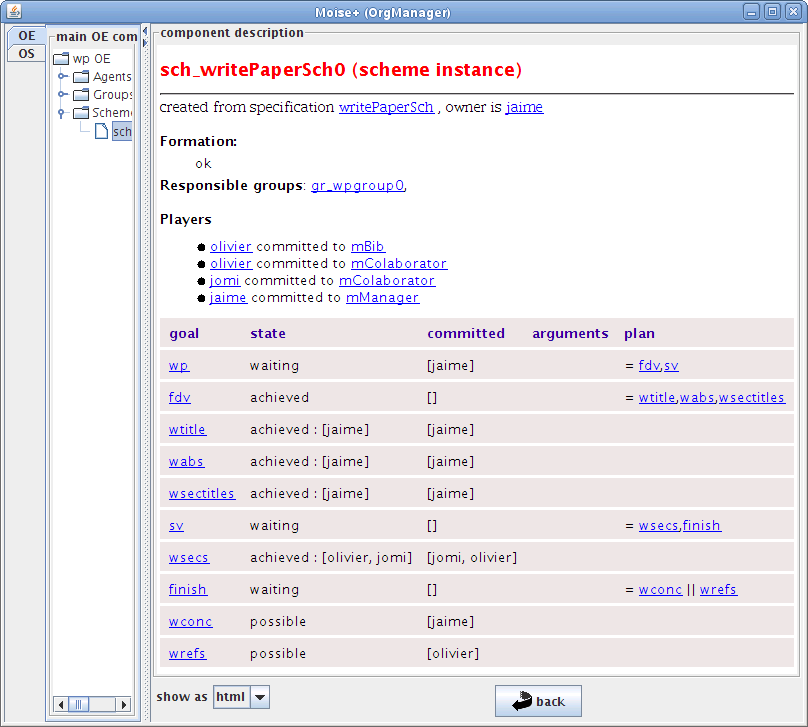 Moise+ (OrgManager)
OE
OS
main OE com
wp OE
Agents
Groups
Scheme
sch
component description
sch_writePaperSch0 (scheme instance)
created from specification writePaperSch , owner is jaime
Formation:
ok
Responsible groups: gr_wpgroup0,
Players
olivier committed to mBib
olivier committed to mColaborator
jomi committed to mColaborator
jaime committed to mManager
goal state committed arguments plan
wp waiting [jaime] = fdv,sv
fdv achieved [] = wtitle,wabs,wsectitles
wtitle achieved : [jaime] [jaime]
wabs achieved : [jaime] [jaime]
wsectitles achieved : [jaime] [jaime]
sv waiting [] = wsecs,finish
wsecs achieved : [olivier, jomi] [jomi, olivier]
finish waiting [] = wconc || wrefs
wconc possible [jaime]
wrefs possible [olivier]
show as html back